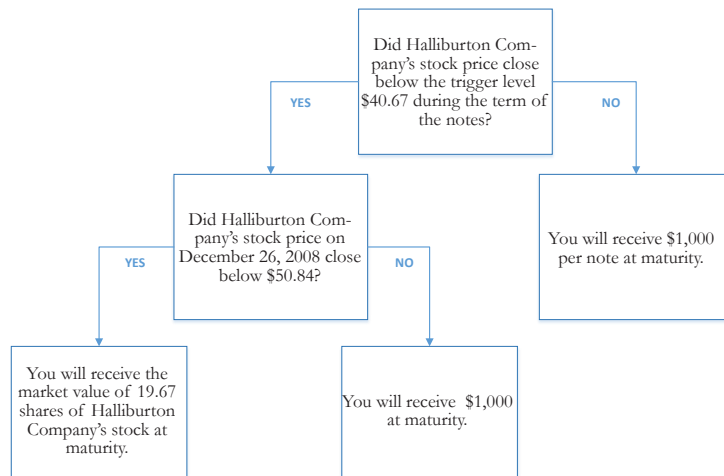 Did Halliburton Com-
pany's stock price close
below the trigger level
$40.67 during the term of
the notes?
YES
NO
Did Halliburton Com-
pany's stock price on
December 26, 2008 close
below $50.84?
You will receive $1,000
per note at maturity.
YES
NO
You will receive the
market value of 19.67
shares of Halliburton
Company's stock at
maturity.
You will receive $1,000
at maturity.